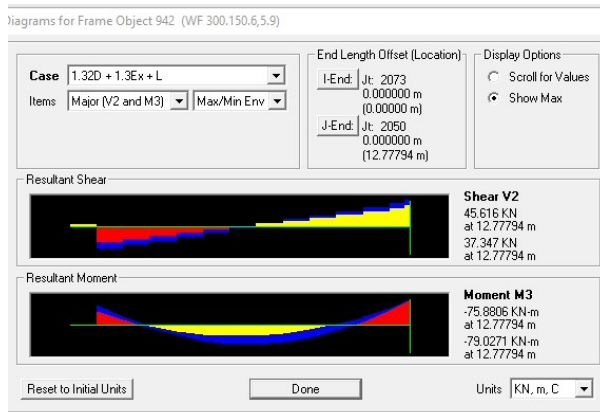 Diagrams for Frame Object 942 (WF 300.150.6,5.9)
Case 1.32D + 1.3Ex + L
Items Major (V2 and M3) Max/Min Env
End Length Offset (Location)
I-End: Jt: 2073
0.000000 m
(0.00000 m)
J-End: Jt: 2050
0.000000 m
(12.77794 m)
Display Options
Scroll for Values
Show Max
Resultant Shear
Shear V2
45.616 KN
at 12.77794 m
37.347 KN
at 12.77794 m
Resultant Moment
Moment M3
-75.8806 KN-m
at 12.77794 m
-79.0271 KN-m
at 12.77794 m
Reset to Initial Units
Done
Units KN, m, C